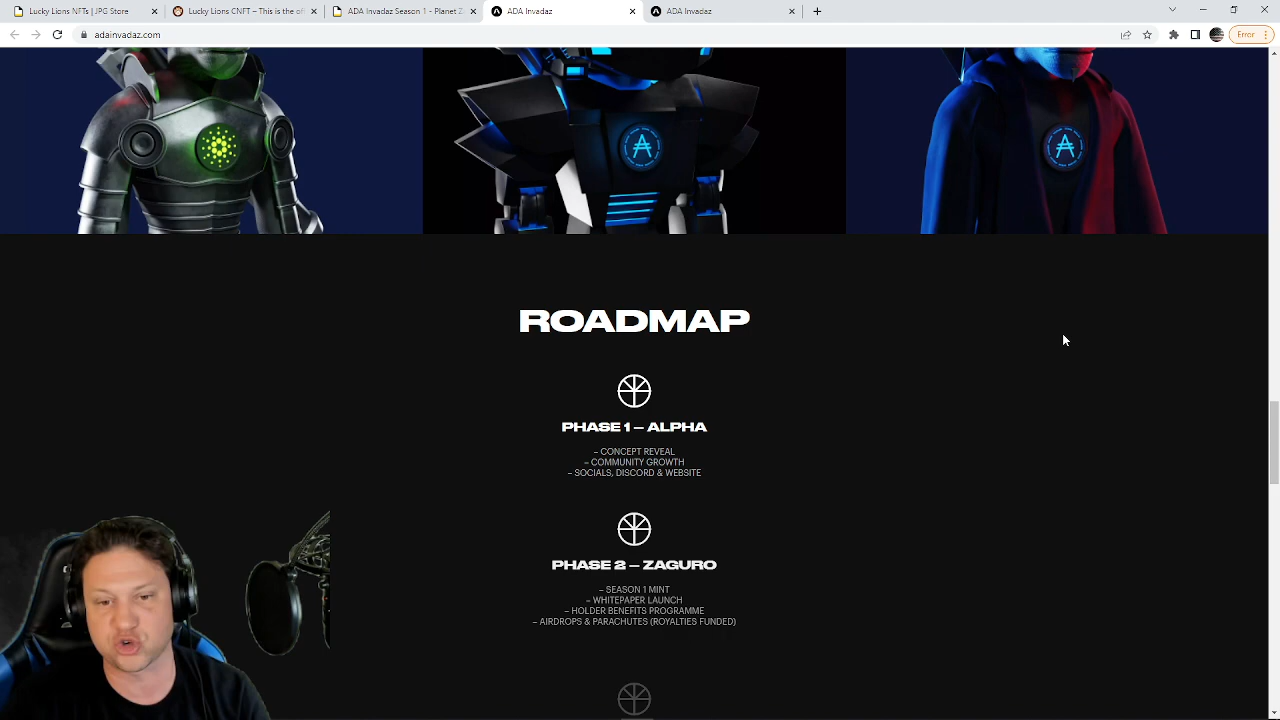 Lucky Lions NFTs | JPG Store
Lucky Lions CNFT – This is the of
ADA Invadaz Season 1 - Planet Z
ADA Invadaz
ADA Invadaz
adainvadaz.com
Error
ROADMAP
PHASE 1 – ALPHA
– CONCEPT REVEAL
– COMMUNITY GROWTH
– SOCIALS, DISCORD & WEBSITE
PHASE 2 – ZAGURO
– SEASON 1 MINT
– WHITEPAPER LAUNCH
– HOLDER BENEFITS PROGRAMME
– AIRDROPS & PARACHUTES (ROYALTIES FUNDED)